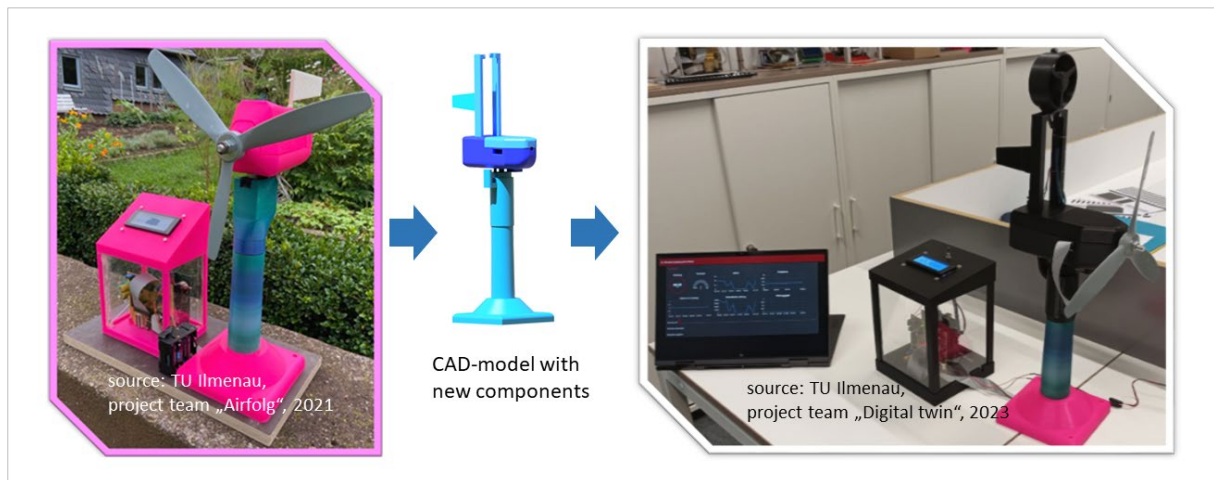 source: TU Ilmenau,
project team „Airfolg“, 2021
CAD-model with
new components
source: TU Ilmenau,
project team „Digital twin“, 2023